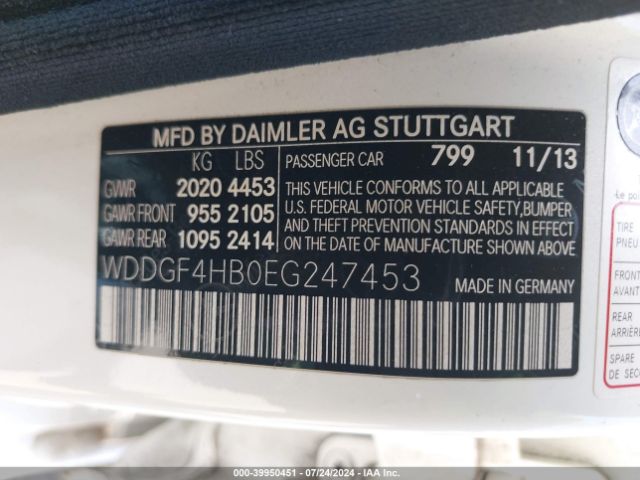 MFD BY DAIMLER AG STUTTGART
KG LBS
GVWR 2020 4453
GAWR FRONT 955 2105
GAWR REAR 1095 2414
PASSENGER CAR 799 11/13
THIS VEHICLE CONFORMS TO ALL APPLICABLE
U.S. FEDERAL MOTOR VEHICLE SAFETY,BUMPER
AND THEFT PREVENTION STANDARDS IN EFFECT
ON THE DATE OF MANUFACTURE SHOWN ABOVE
WDDGF4HB0EG247453 MADE IN GERMANY
Le
TIRE
PNEU
FRONT
AVANT
REAR
ARRIÈRE
SPARE
DE
000-39950451 - 07/24/2024 - IAA Inc.